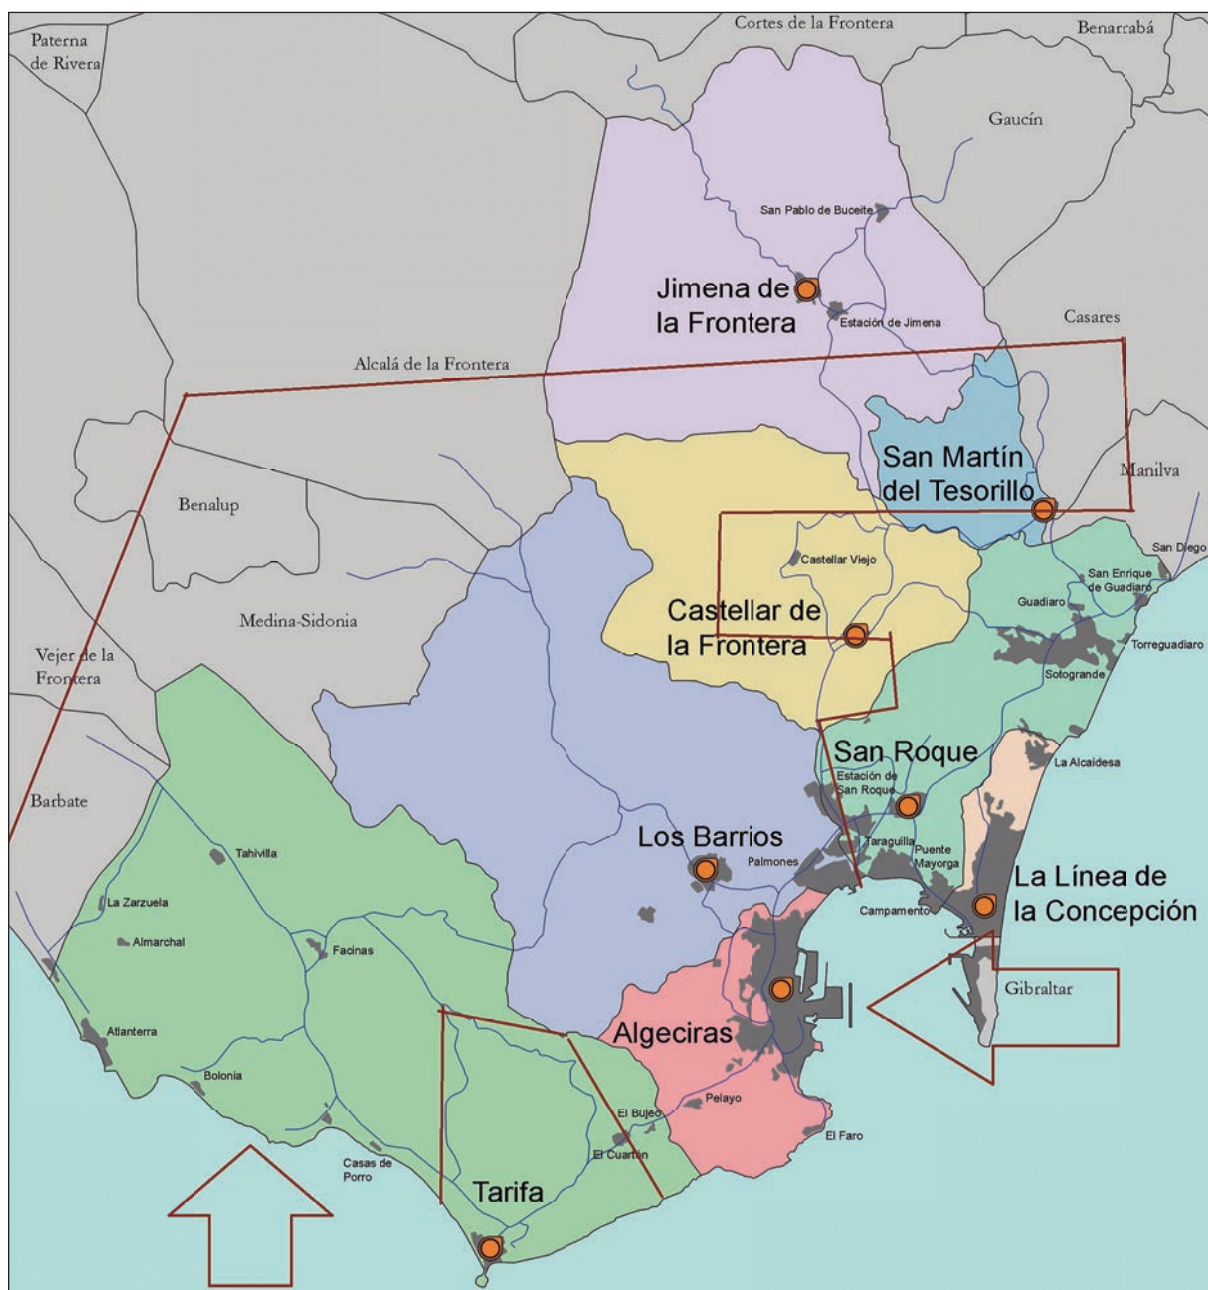 Cortes de la Frontera
Benarrabá
Paterna
de Rivera
Gaucín
San Pablo de Buceite
Jimena de
la Frontera
Estación de Jimena
Casares
Alcalá de la Frontera
San Martín
del Tesorillo
Manilva
Benalup
Castellar Viejo
San Diego
San Enrique
de Guadiaro
Guadiaro
Medina-Sidonia
Castellar de
la Frontera
Torreguadiaro
Vejer de la
Frontera
Sotogrande
San Roque
La Alcaidesa
Estación de
San Roque
Barbate
Los Barrios
Taraguilla
Puente
Mayorga
Palmones
Tahivilla
La Línea de
la Concepción
La Zarzuela
Campamento
Almarchal
Facinas
Gibraltar
Atlanterra
Algeciras
Bolonia
Pelayo
El Bujeo
El Faro
El Cuartón
Casas de
Porro
Tarifa